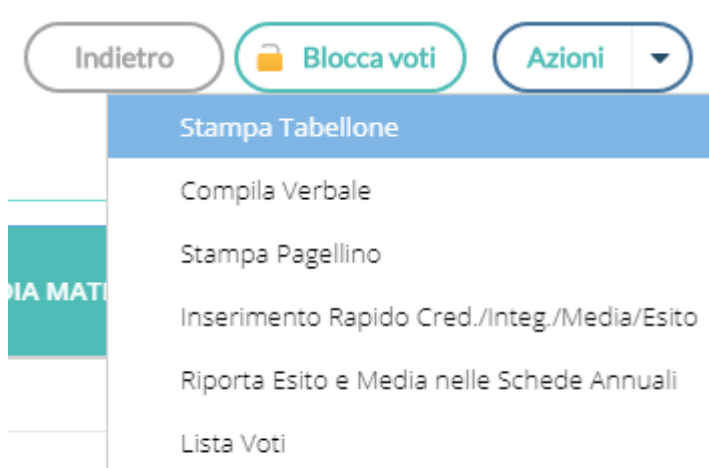 Indietro
Blocca voti
Azioni
Stampa Tabellone
Compila Verbale
Stampa Pagellino
Inserimento Rapido Cred./Integ./Media/Esito
Riporta Esito e Media nelle Schede Annuali
Lista Voti